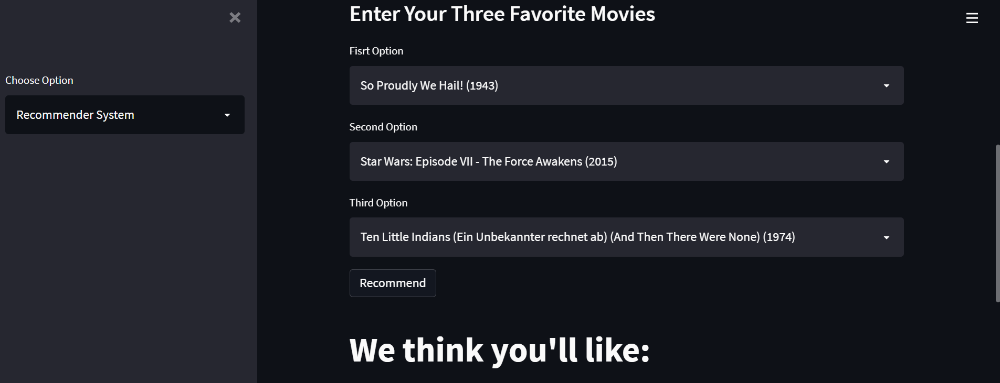 Choose Option
Recommender System
Enter Your Three Favorite Movies
Fisrt Option
So Proudly We Hail! (1943)
Second Option
Star Wars: Episode VII - The Force Awakens (2015)
Third Option
Ten Little Indians (Ein Unbekannter rechnet ab) (And Then There Were None) (1974)
Recommend
We think you'll like: